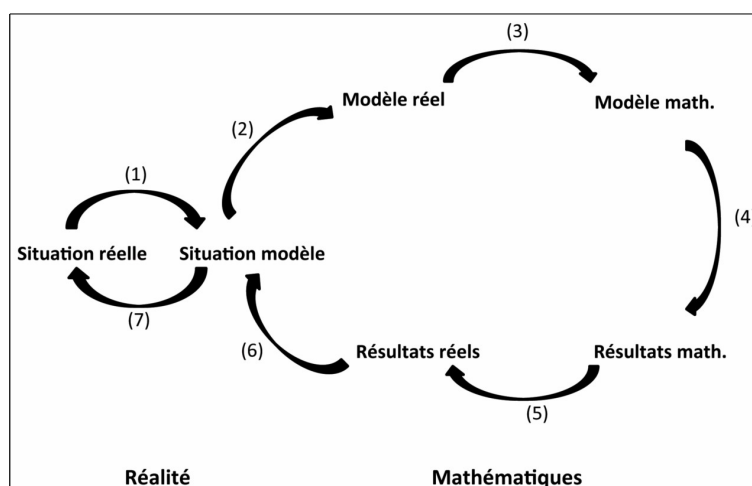 (3)
Modèle réel
Modèle math.
(2)
(1)
(4
Situation réelle
Situation modèle
(7)
(6)
Résultats réels
Résultats math.
(5)
Réalité
Mathématiques